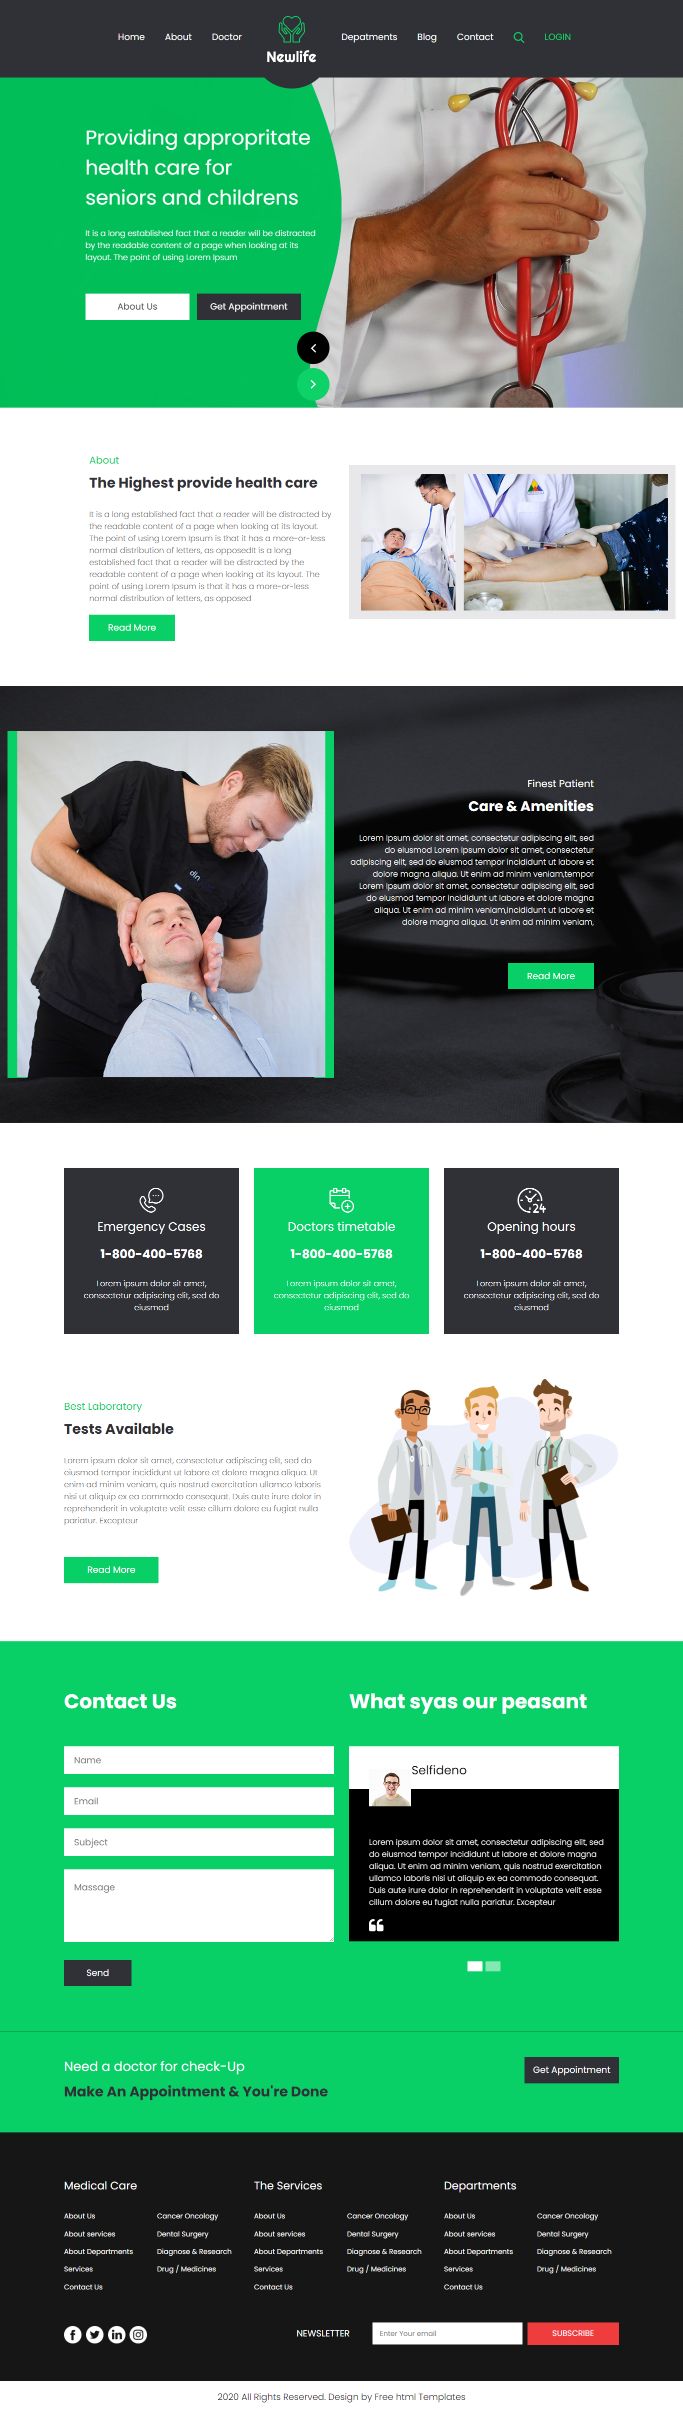 Home About Doctor Newlife Depatments Blog Contact LOGIN
Providing appropritate
health care for
seniors and childrens
It is a long established fact that a reader will be distracted
by the readable content of a page when looking at its
layout. The point of using Lorem Ipsum
About Us Get Appointment
About
The Highest provide health care
It is a long established fact that a reader will be distracted by
the readable content of a page when looking at its layout.
The point of using Lorem Ipsum is that it has a more-or-less
normal distribution of letters, as opposedIt is a long
established fact that a reader will be distracted by the
readable content of a page when looking at its layout. The
point of using Lorem Ipsum is that it has a more-or-less
normal distribution of letters, as opposed
Read More
Finest Patient
Care & Amenities
Lorem ipsum dolor sit amet, consectetur adipiscing elit, sed
do eiusmod Lorem ipsum dolor sit amet, consectetur
adipiscing elit, sed do eiusmod tempor incididunt ut labore et
dolore magna aliqua. Ut enim ad minim veniam,tempor
Lorem ipsum dolor sit amet, consectetur adipiscing elit, sed
do eiusmod tempor incididunt ut labore et dolore magna
aliqua. Ut enim ad minim veniam,incididunt ut labore et
dolore magna aliqua. Ut enim ad minim veniam,
Read More
Emergency Cases
1-800-400-5768
Lorem ipsum dolor sit amet,
consectetur adipiscing elit, sed do
eiusmod
Doctors timetable
1-800-400-5768
Lorem ipsum dolor sit amet,
consectetur adipiscing elit, sed do
eiusmod
24
Opening hours
1-800-400-5768
Lorem ipsum dolor sit amet,
consectetur adipiscing elit, sed do
eiusmod
Best Laboratory
Tests Available
Lorem ipsum dolor sit amet, consectetur adipiscing elit, sed do
eiusmod tempor incididunt ut labore et dolore magna aliqua. Ut
enim ad minim veniam, quis nostrud exercitation ullamco laboris
nisi ut aliquip ex ea commodo consequat. Duis aute irure dolor in
reprehenderit in voluptate velit esse cillum dolore eu fugiat nulla
pariatur. Excepteur
Read More
Contact Us
Name
Email
Subject
Massage
Send
What syas our peasant
Selfideno
Lorem ipsum dolor sit amet, consectetur adipiscing elit, sed
do eiusmod tempor incididunt ut labore et dolore magna
aliqua. Ut enim ad minim veniam, quis nostrud exercitation
ullamco laboris nisi ut aliquip ex ea commodo consequat.
Duis aute irure dolor in reprehenderit in voluptate velit esse
cillum dolore eu fugiat nulla pariatur. Excepteur
Need a doctor for check-Up
Make An Appointment & You're Done
Get Appointment
Medical Care
About Us Cancer Oncology
About services Dental Surgery
About Departments Diagnose & Research
Services Drug / Medicines
Contact Us
The Services
About Us Cancer Oncology
About services Dental Surgery
About Departments Diagnose & Research
Services Drug / Medicines
Contact Us
Departments
About Us Cancer Oncology
About services Dental Surgery
About Departments Diagnose & Research
Services Drug / Medicines
Contact Us
NEWSLETTER Enter Your email SUBSCRIBE
2020 All Rights Reserved. Design by Free html Templates